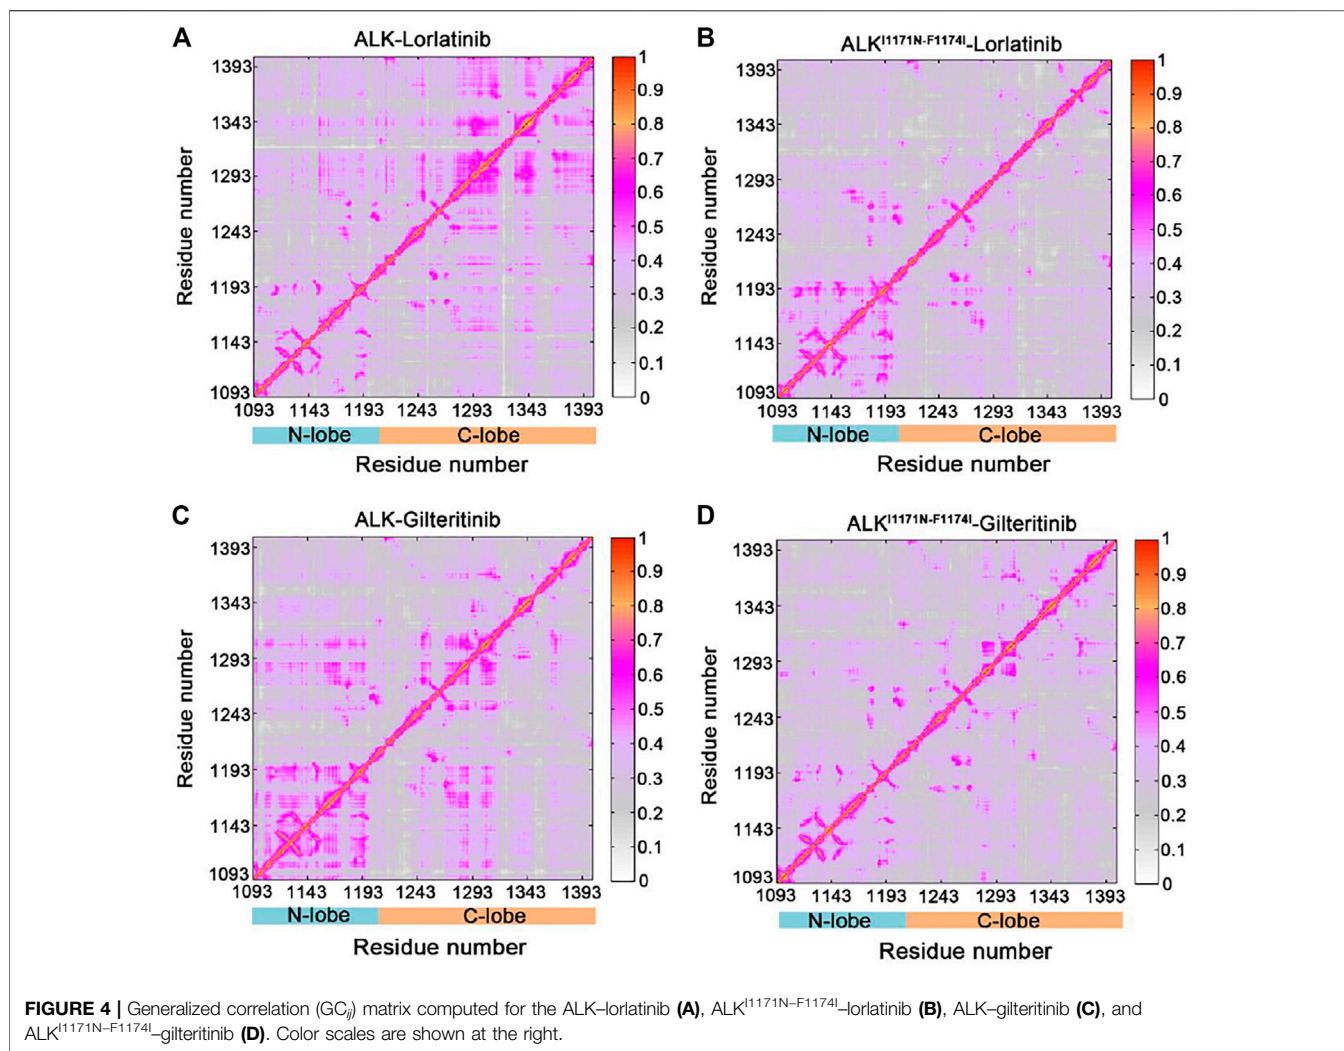 A
ALK-Lorlatinib
Residue number
1393
1343
1293
1243
1193
1143
1093
1093 1143 1193 1243 1293 1343 1393
N-lobe C-lobe
Residue number
1
0.9
0.8
0.7
0.6
0.5
0.4
0.3
0.2
0.1
0
B
ALK^I1171N-F1174I-Lorlatinib
Residue number
1393
1343
1293
1243
1193
1143
1093
1093 1143 1193 1243 1293 1343 1393
N-lobe C-lobe
Residue number
1
0.9
0.8
0.7
0.6
0.5
0.4
0.3
0.2
0.1
0
C
ALK-Gilteritinib
Residue number
1393
1343
1293
1243
1193
1143
1093
1093 1143 1193 1243 1293 1343 1393
N-lobe C-lobe
Residue number
1
0.9
0.8
0.7
0.6
0.5
0.4
0.3
0.2
0.1
0
D
ALK^I1171N-F1174I-Gilteritinib
Residue number
1393
1343
1293
1243
1193
1143
1093
1093 1143 1193 1243 1293 1343 1393
N-lobe C-lobe
Residue number
1
0.9
0.8
0.7
0.6
0.5
0.4
0.3
0.2
0.1
0
FIGURE 4 | Generalized correlation (GCij) matrix computed for the ALK–lorlatinib (A), ALK^I1171N–F1174I–lorlatinib (B), ALK–gilteritinib (C), and
ALK^I1171N–F1174I–gilteritinib (D). Color scales are shown at the right.